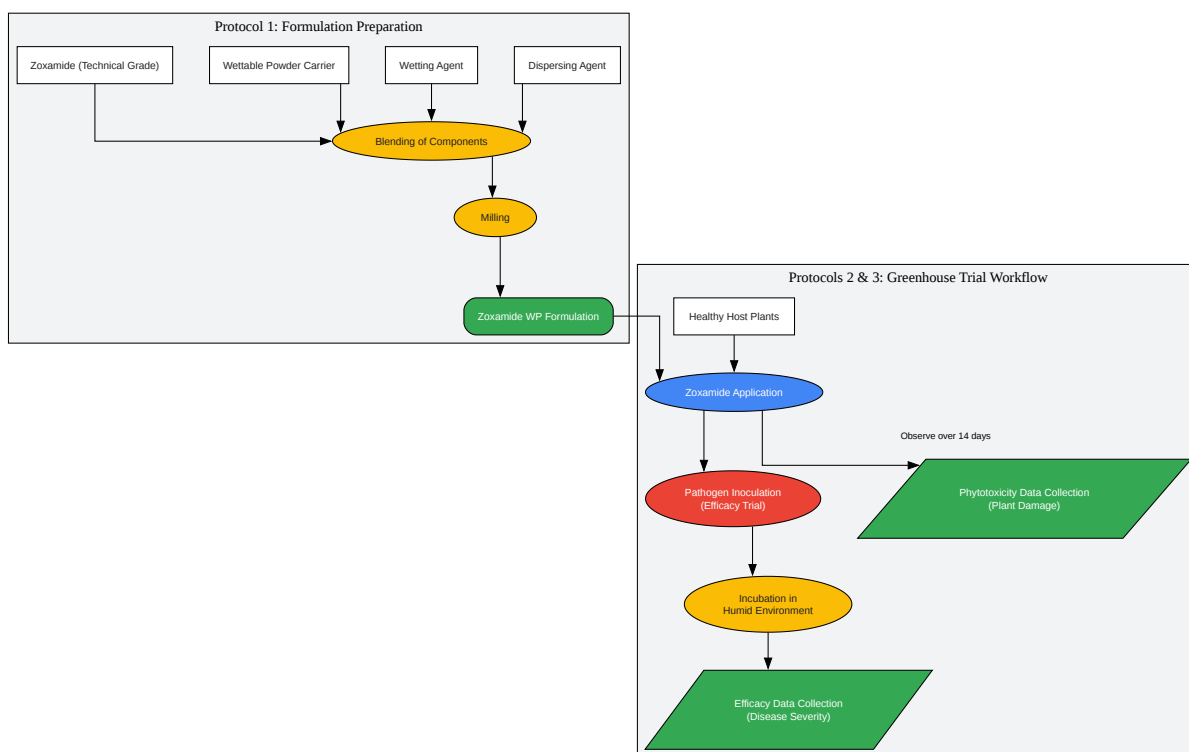 Protocol 1: Formulation Preparation
Zoxamide (Technical Grade)
Wettable Powder Carrier
Wetting Agent
Dispersing Agent
Blending of Components
Milling
Zoxamide WP Formulation
Protocols 2 & 3: Greenhouse Trial Workflow
Healthy Host Plants
Zoxamide Application
Observe over 14 days
Pathogen Inoculation
(Efficacy Trial)
Phytotoxicity Data Collection
(Plant Damage)
Incubation in
Humid Environment
Efficacy Data Collection
(Disease Severity)